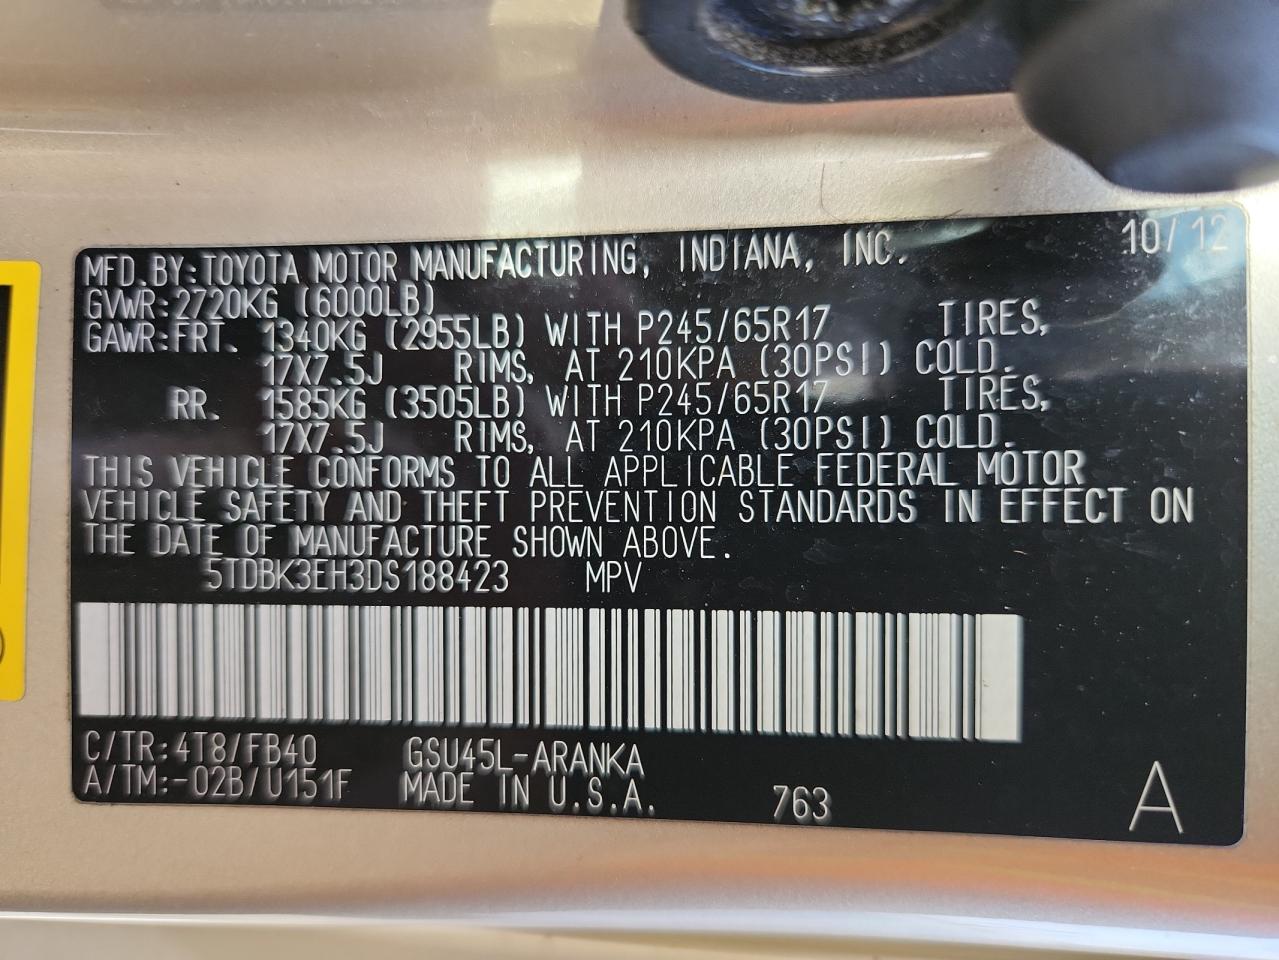 10/12
MFD.BY:TOYOTA MOTOR MANUFACTURING, INDIANA, INC.
GVWR:2720KG (6000LB)
GAWR:FRT. 1340KG (2955LB) WITH P245/65R17 TIRES,
17X7.5J RIMS, AT 210KPA (30PSI) COLD.
RR. 1585KG (3505LB) WITH P245/65R17 TIRES,
17X7.5J RIMS, AT 210KPA (30PSI) COLD.
THIS VEHICLE CONFORMS TO ALL APPLICABLE FEDERAL MOTOR
VEHICLE SAFETY AND THEFT PREVENTION STANDARDS IN EFFECT ON
THE DATE OF MANUFACTURE SHOWN ABOVE.
5TDBK3EH3DS188423 MPV
C/TR:4T8/FB40 GSU45L-ARANKA
A/TM:-02B/U151F MADE IN U.S.A. 763
A